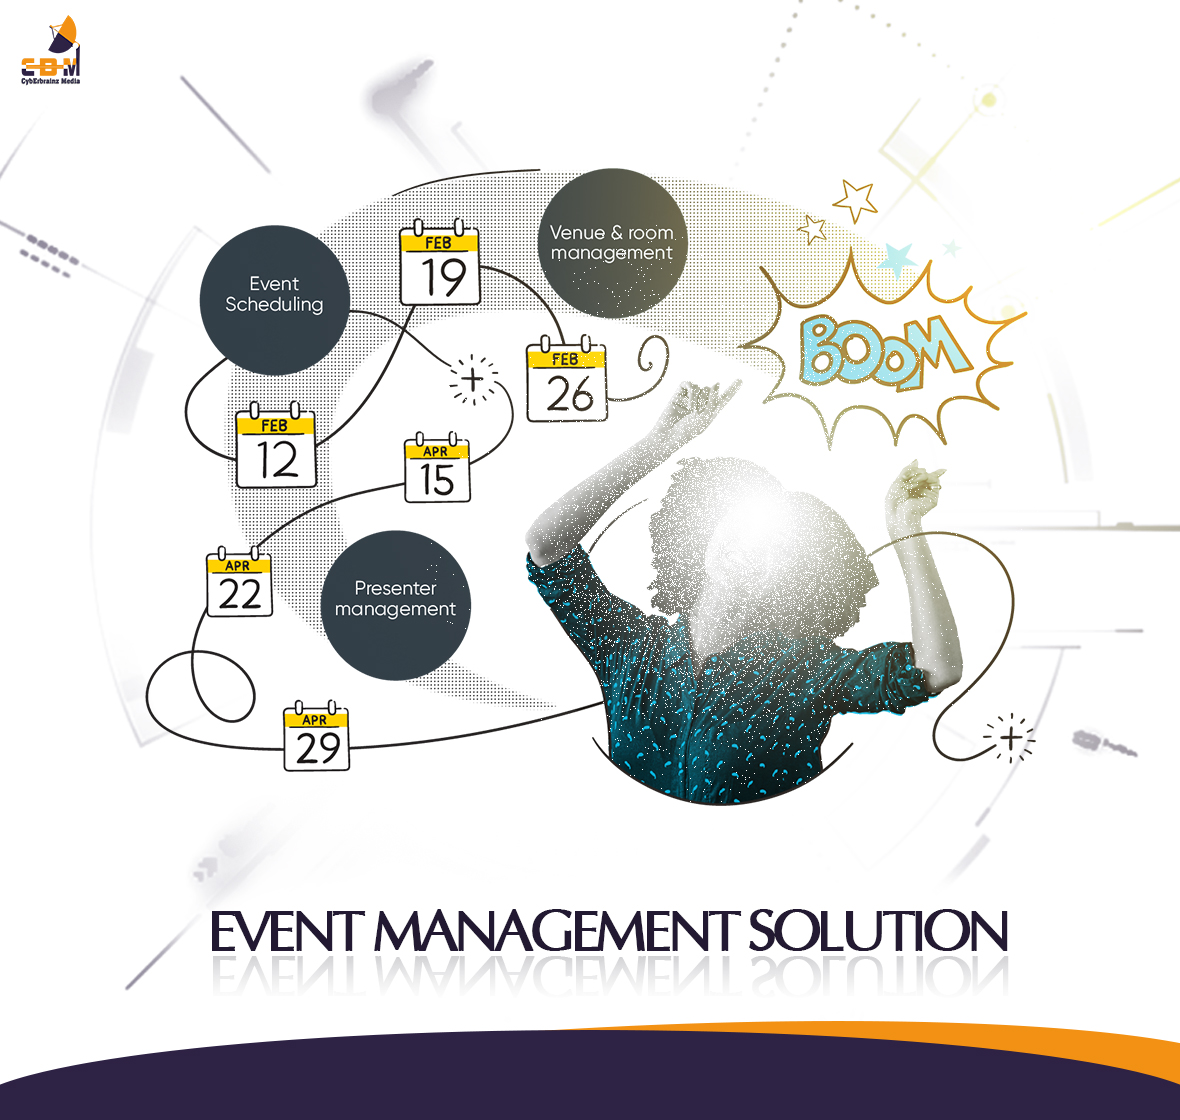 C-B-M
CybErbrainz Media
Venue & room
management
FEB
19
Event
Scheduling
BOOM
FEB
26
FEB
12
APR
15
APR
22
Presenter
management
APR
29
EVENT MANAGEMENT SOLUTION